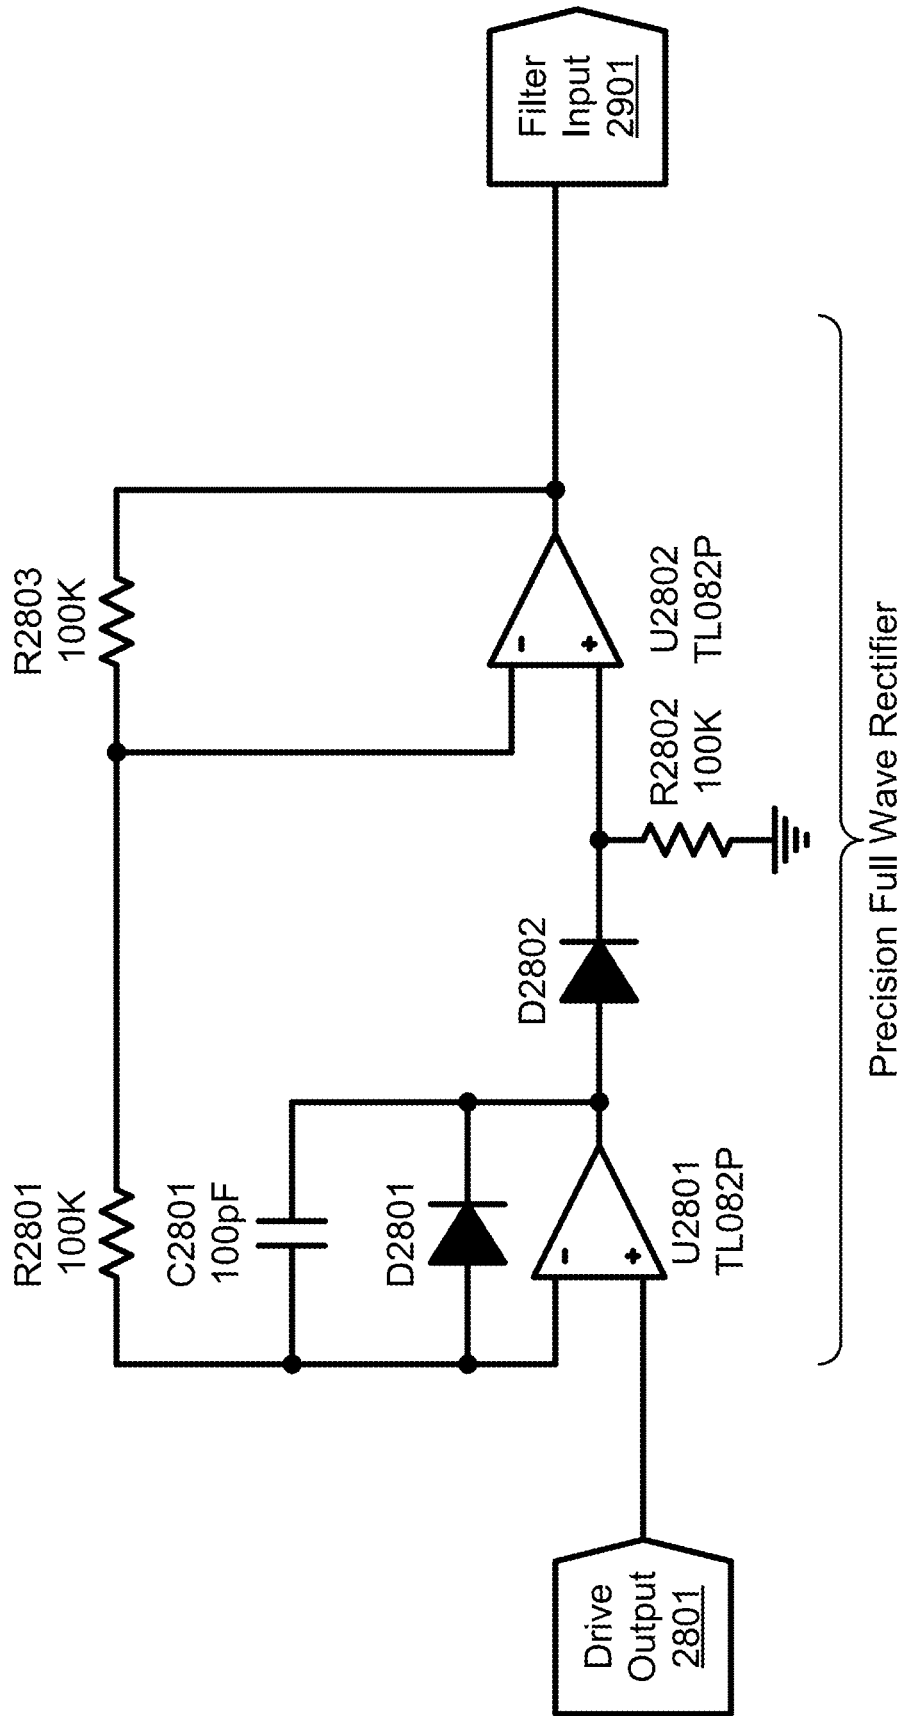 R2801
100K
R2803
100K
C2801
100pF
D2801
D2802
-
+
U2801
TL082P
-
+
U2802
TL082P
R2802
100K
Drive
Output
2801
Filter
Input
2901
Precision Full Wave Rectifier